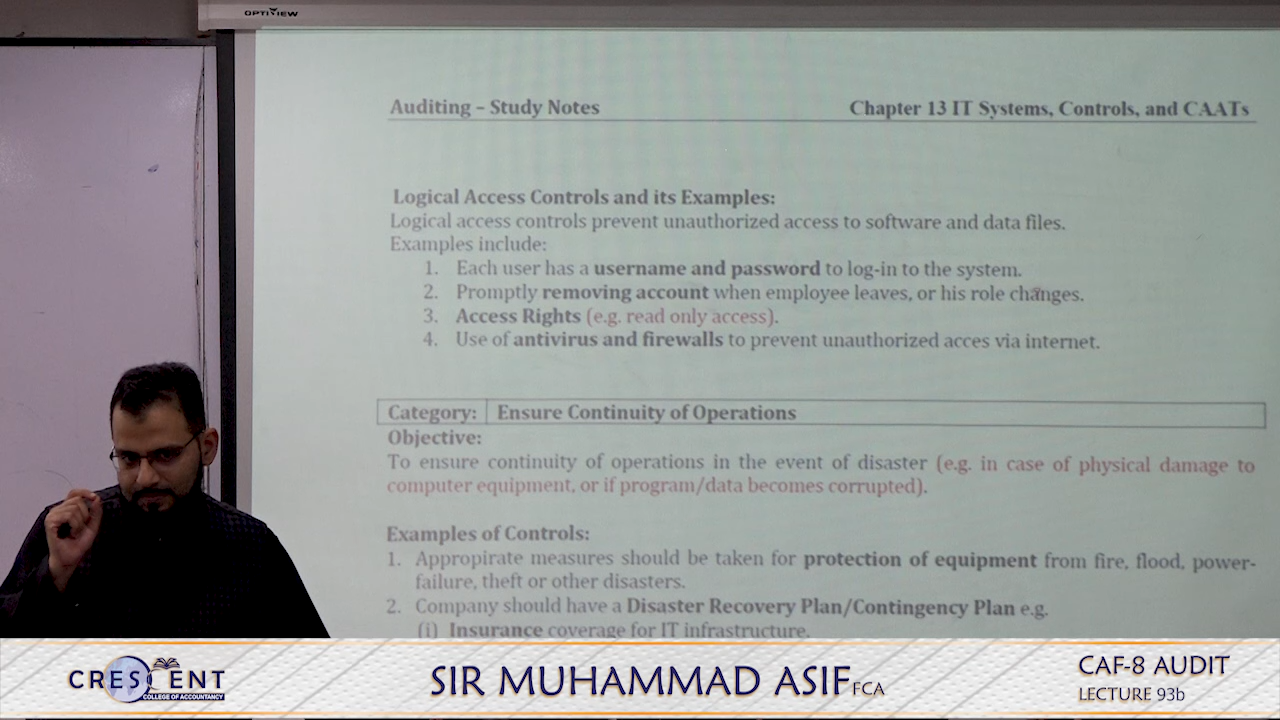 OPTIVIEW
Auditing – Study Notes Chapter 13 IT Systems, Controls, and CAATs
Logical Access Controls and its Examples:
Logical access controls prevent unauthorized access to software and data files.
Examples include:
1. Each user has a username and password to log-in to the system.
2. Promptly removing account when employee leaves, or his role changes.
3. Access Rights (e.g. read only access).
4. Use of antivirus and firewalls to prevent unauthorized acces via internet.
Category: Ensure Continuity of Operations
Objective:
To ensure continuity of operations in the event of disaster (e.g. in case of physical damage to
computer equipment, or if program/data becomes corrupted).
Examples of Controls:
1. Appropirate measures should be taken for protection of equipment from fire, flood, power-
failure, theft or other disasters.
2. Company should have a Disaster Recovery Plan/Contingency Plan e.g.
(i) Insurance coverage for IT infrastructure.
CRESCENT
COLLEGE OF ACCOUNTANCY
SIR MUHAMMAD ASIF FCA
CAF-8 AUDIT
LECTURE 93b